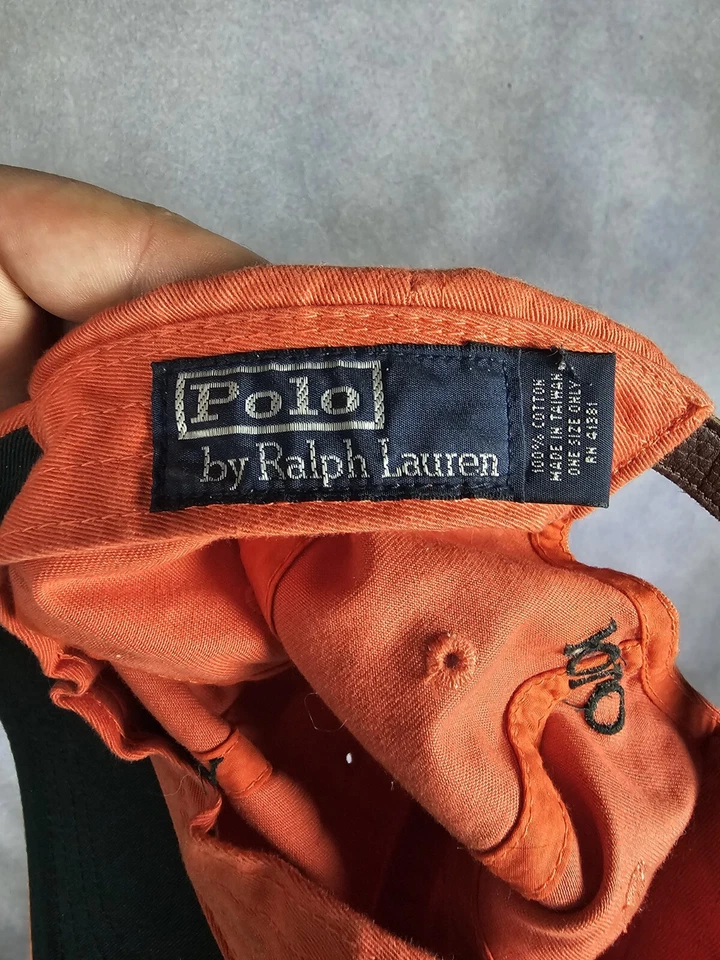 Polo
by Ralph Lauren
100% COTTON
MADE IN TAIWAN
ONE SIZE ONLY
RN 41381